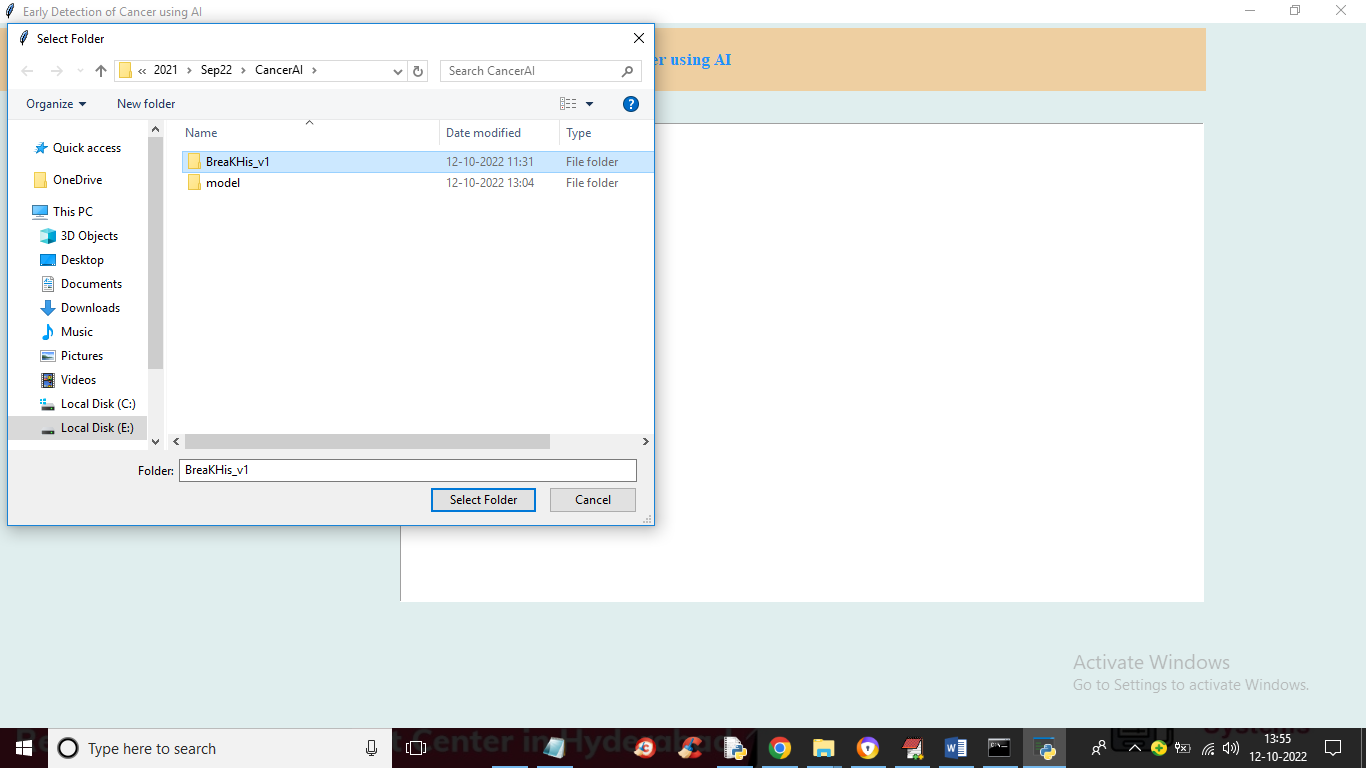 Early Detection of Cancer using AI
Select Folder
er using AI
« 2021 › Sep22 › CancerAI ›
Search CancerAI
Organize
New folder
Name
Date modified
Type
Quick access
OneDrive
This PC
3D Objects
Desktop
Documents
Downloads
Music
Pictures
Videos
Local Disk (C:)
Local Disk (E:)
BreaKHis_v1 12-10-2022 11:31 File folder
model 12-10-2022 13:04 File folder
Folder: BreaKHis_v1
Select Folder
Cancel
Activate Windows
Go to Settings to activate Windows.
Type here to search
Center in Hyderabad
Systems
13:55
12-10-2022